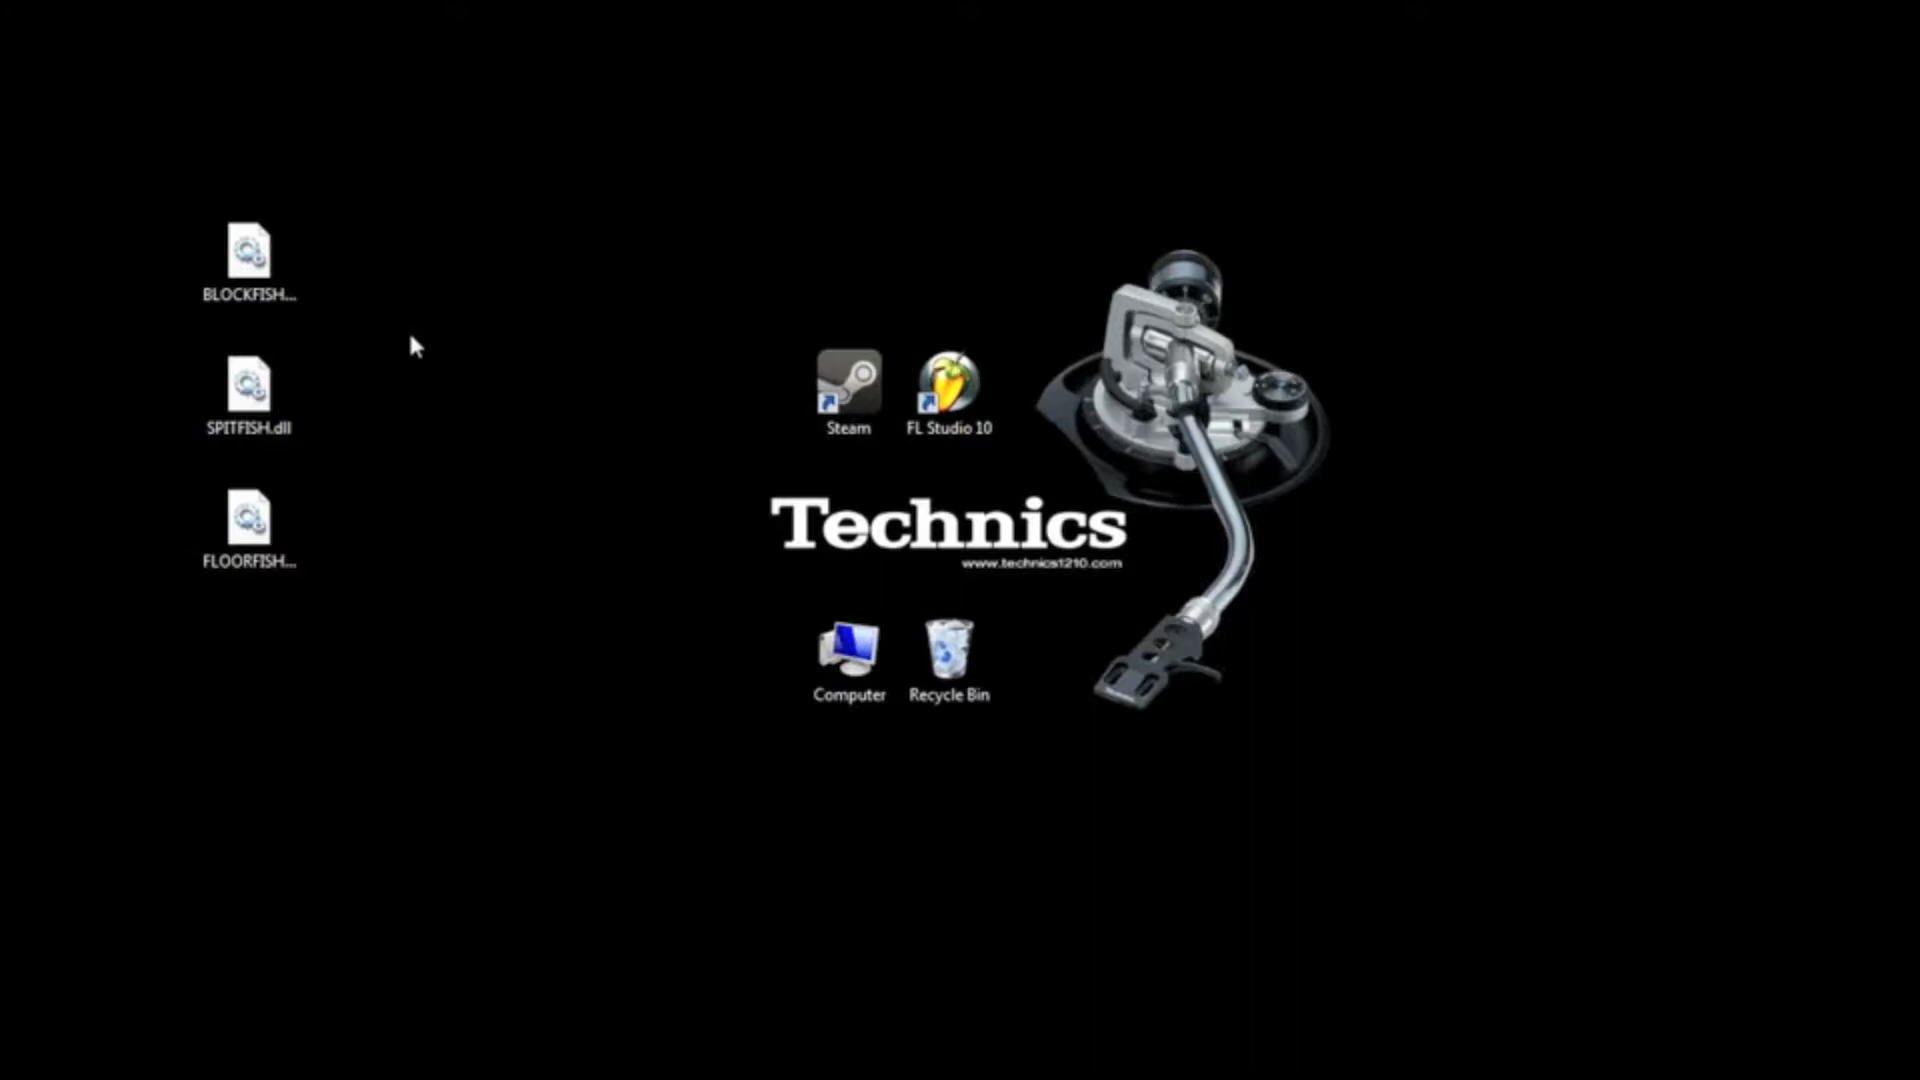 BLOCKFISH...
SPITFISH.dll
FLOORFISH...
Steam
FL Studio 10
Technics
www.technics1210.com
Computer
Recycle Bin